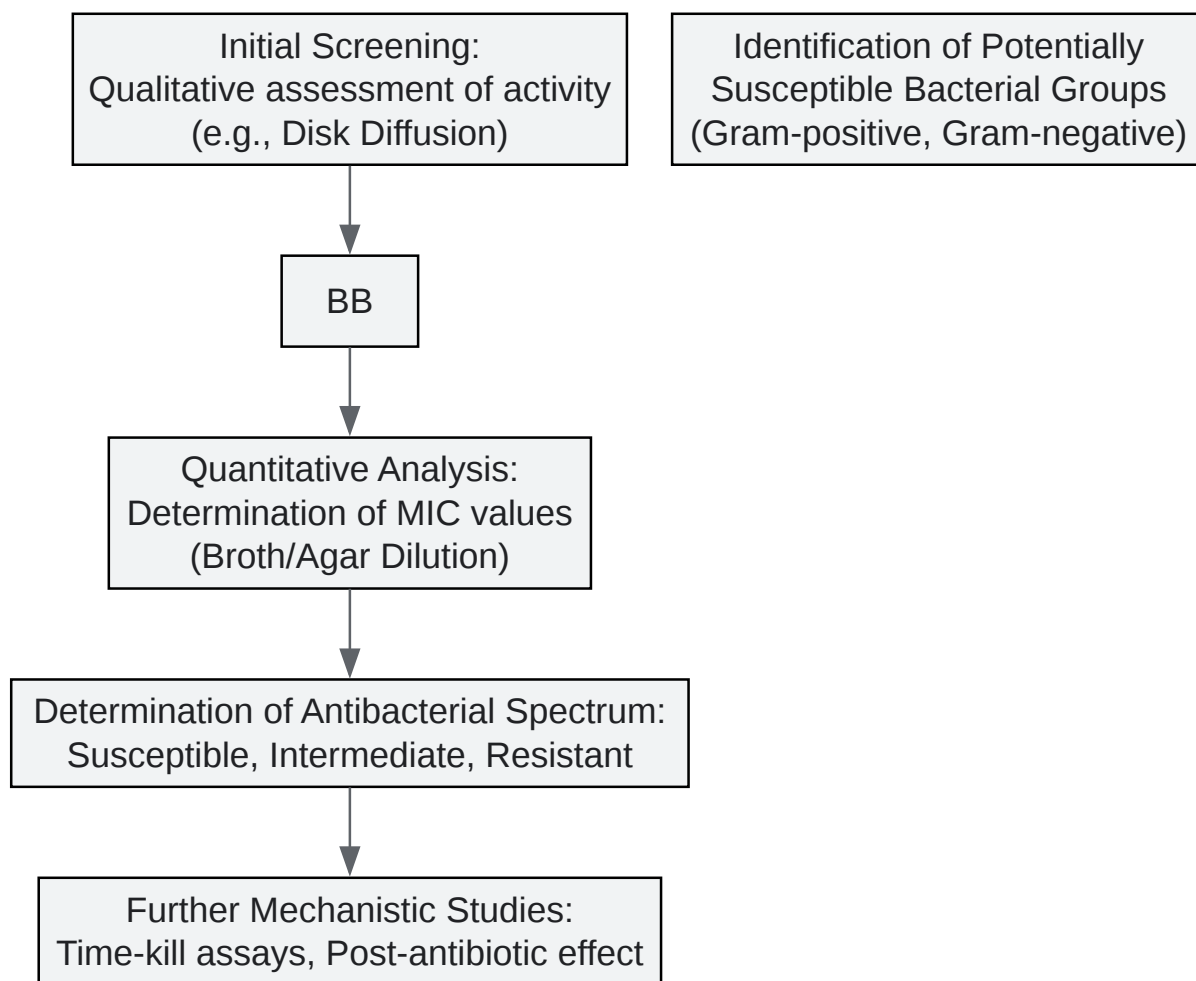 Initial Screening:
Qualitative assessment of activity
(e.g., Disk Diffusion)
Identification of Potentially
Susceptible Bacterial Groups
(Gram-positive, Gram-negative)
BB
Quantitative Analysis:
Determination of MIC values
(Broth/Agar Dilution)
Determination of Antibacterial Spectrum:
Susceptible, Intermediate, Resistant
Further Mechanistic Studies:
Time-kill assays, Post-antibiotic effect